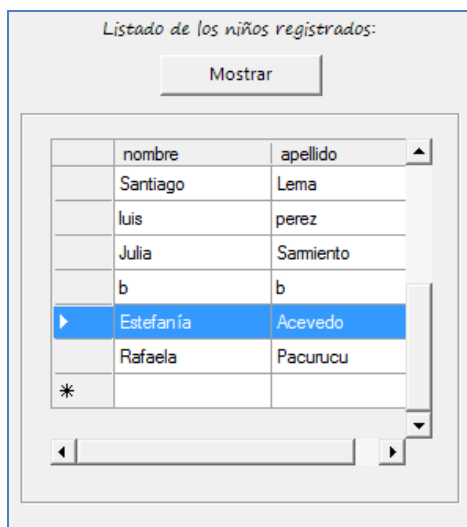 Listado de los niños registrados:
Mostrar
nombre apellido
Santiago Lema
luis perez
Julia Sarmiento
b b
Estefanía Acevedo
Rafaela Pacurucu